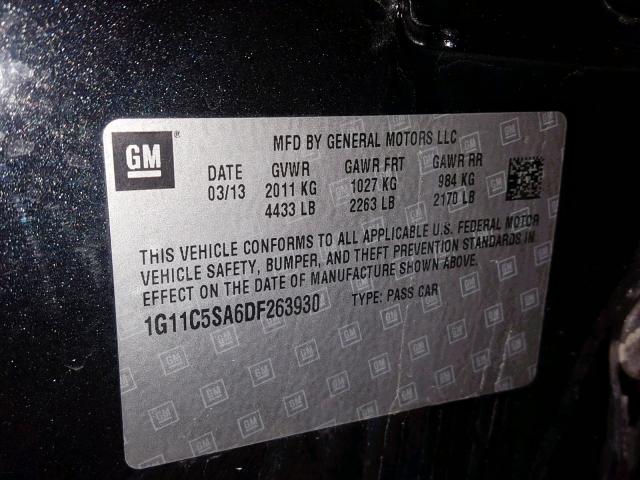 GM ®
MFD BY GENERAL MOTORS LLC
DATE GVWR GAWR FRT GAWR RR
03/13 2011 KG 1027 KG 984 KG
4433 LB 2263 LB 2170 LB
THIS VEHICLE CONFORMS TO ALL APPLICABLE U.S. FEDERAL MOTOR
VEHICLE SAFETY, BUMPER, AND THEFT PREVENTION STANDARDS IN
EFFECT ON THE DATE OF MANUFACTURE SHOWN ABOVE.
1G11C5SA6DF263930 TYPE: PASS CAR